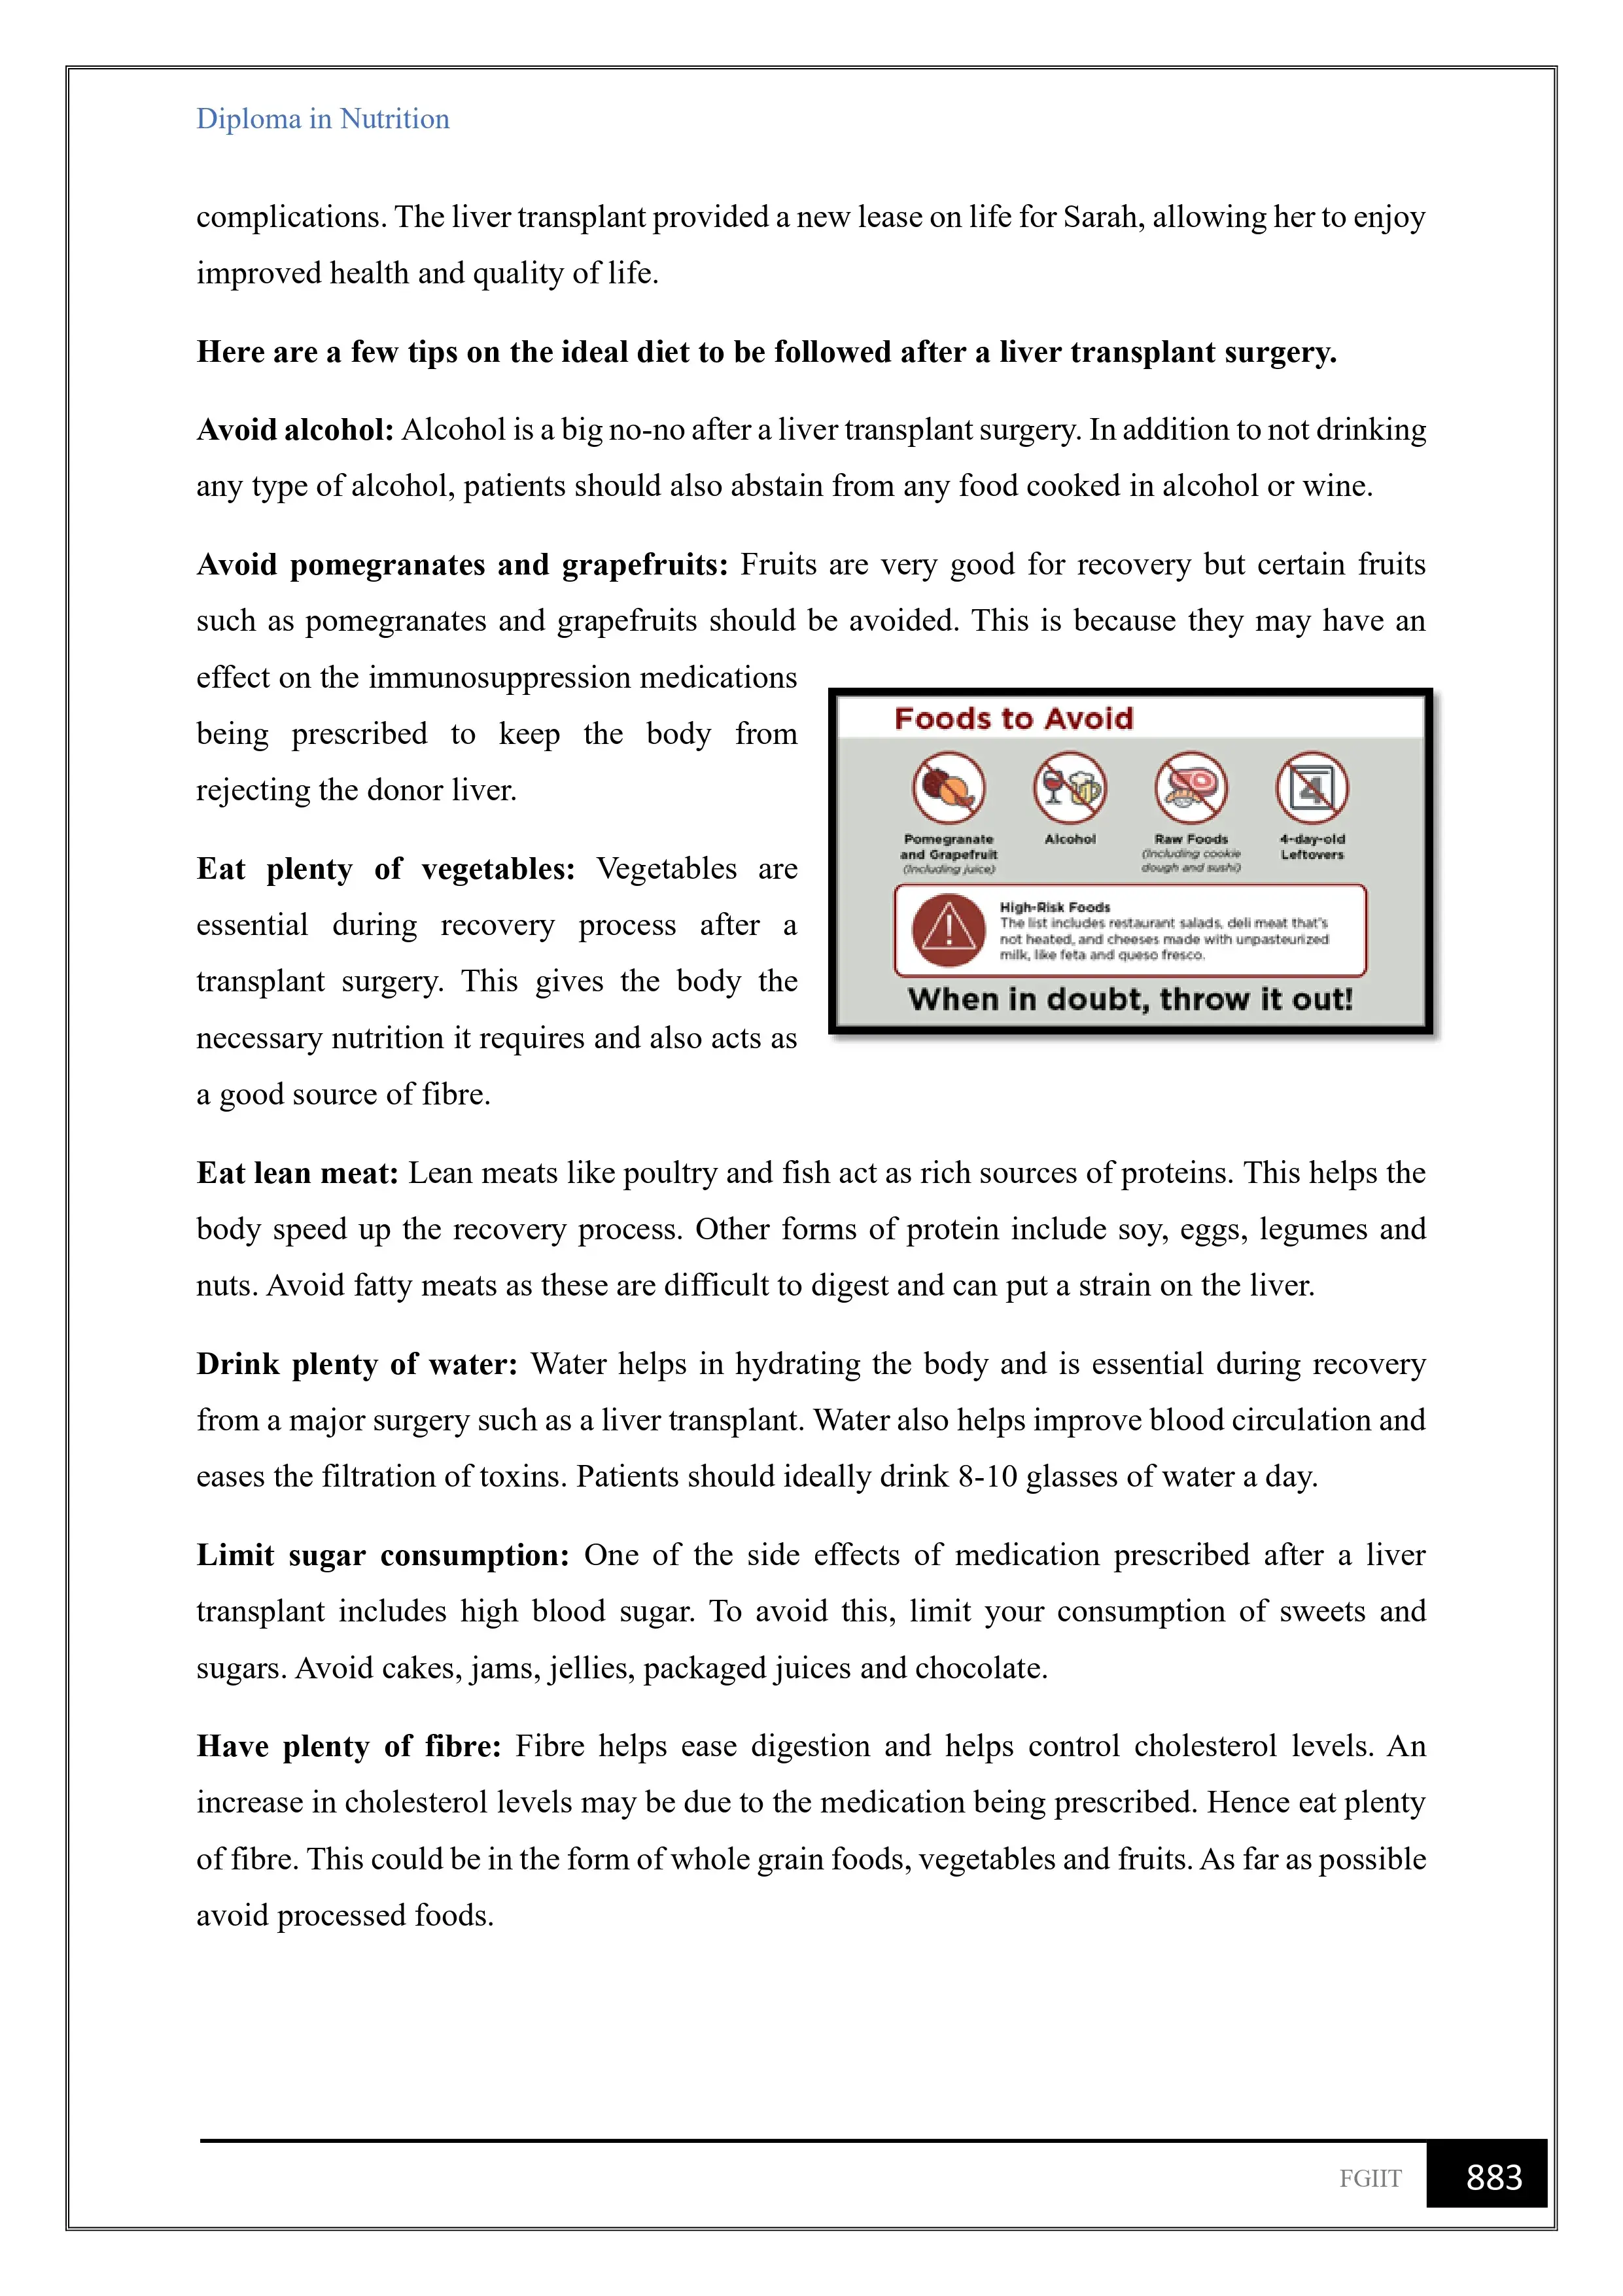 Diploma in Nutrition
complications. The liver transplant provided a new lease on life for Sarah, allowing her to enjoy
improved health and quality of life.
Here are a few tips on the ideal diet to be followed after a liver transplant surgery.
Avoid alcohol: Alcohol is a big no-no after a liver transplant surgery. In addition to not drinking
any type of alcohol, patients should also abstain from any food cooked in alcohol or wine.
Avoid pomegranates and grapefruits: Fruits are very good for recovery but certain fruits
such as pomegranates and grapefruits should be avoided. This is because they may have an
effect on the immunosuppression medications
being prescribed to keep the body from
rejecting the donor liver.
Eat plenty of vegetables: Vegetables are
essential during recovery process after a
transplant surgery. This gives the body the
necessary nutrition it requires and also acts as
a good source of fibre.
Foods to Avoid
4
Pomegranate
and Grapefruit
(Including juice)
Alcohol
Raw Foods
(Including cookie
dough and sushi)
4-day-old
Leftovers
High-Risk Foods
The list includes restaurant salads, deli meat that's
not heated, and cheeses made with unpasteurized
milk, like feta and queso fresco.
When in doubt, throw it out!
Eat lean meat: Lean meats like poultry and fish act as rich sources of proteins. This helps the
body speed up the recovery process. Other forms of protein include soy, eggs, legumes and
nuts. Avoid fatty meats as these are difficult to digest and can put a strain on the liver.
Drink plenty of water: Water helps in hydrating the body and is essential during recovery
from a major surgery such as a liver transplant. Water also helps improve blood circulation and
eases the filtration of toxins. Patients should ideally drink 8-10 glasses of water a day.
Limit sugar consumption: One of the side effects of medication prescribed after a liver
transplant includes high blood sugar. To avoid this, limit your consumption of sweets and
sugars. Avoid cakes, jams, jellies, packaged juices and chocolate.
Have plenty of fibre: Fibre helps ease digestion and helps control cholesterol levels. An
increase in cholesterol levels may be due to the medication being prescribed. Hence eat plenty
of fibre. This could be in the form of whole grain foods, vegetables and fruits. As far as possible
avoid processed foods.
FGIIT
883